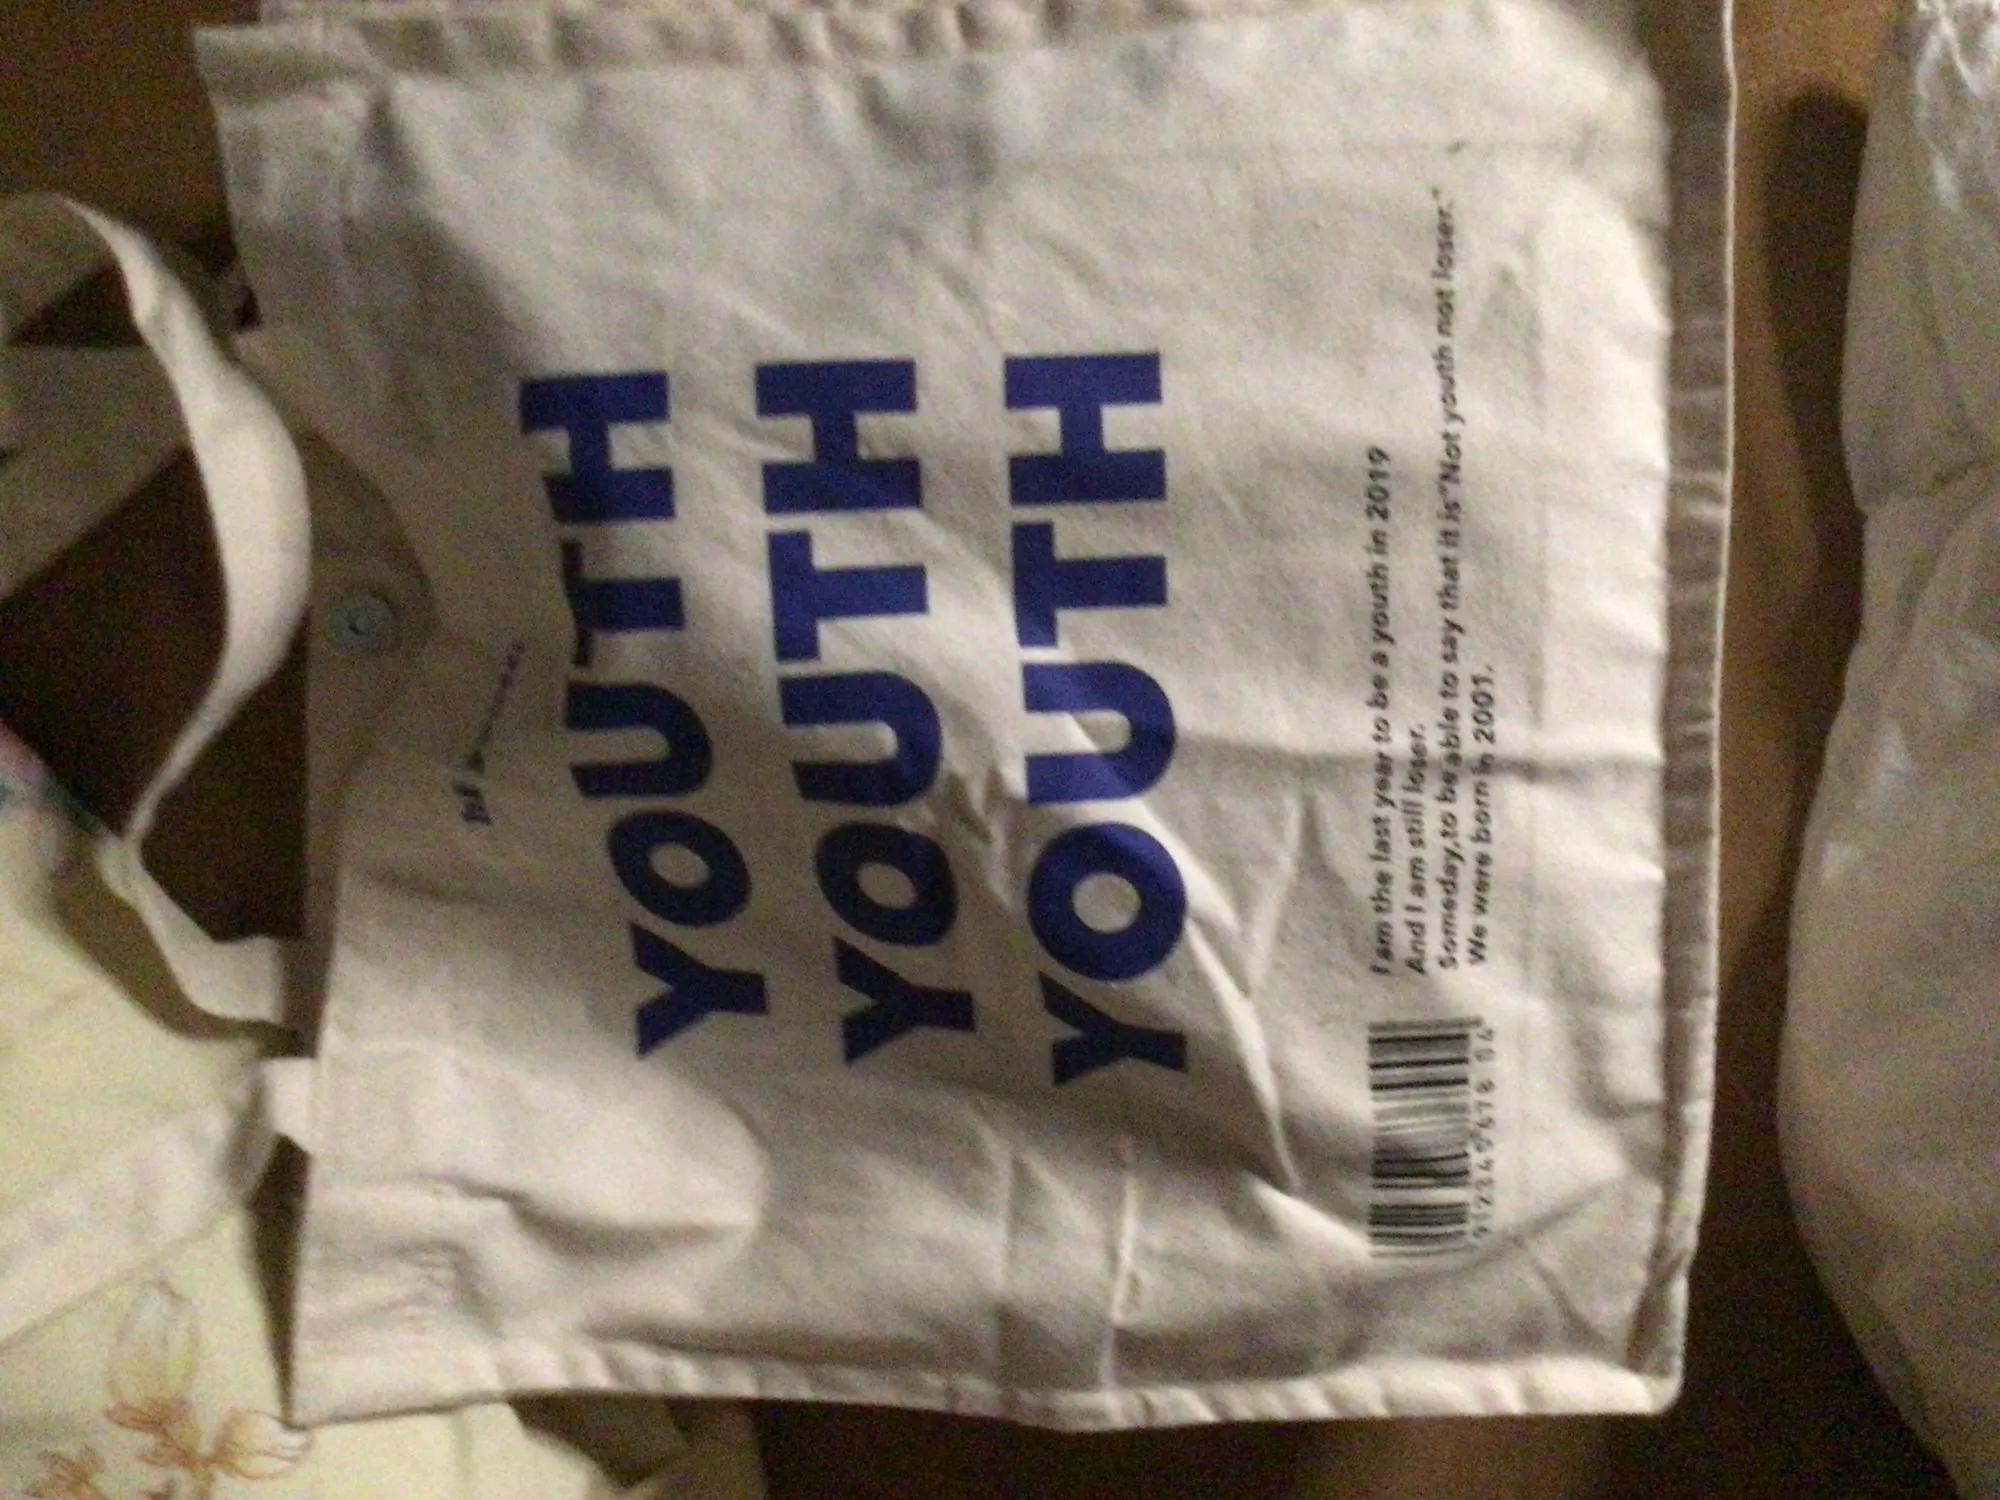 YOUTH
YOUTH
YOUTH
I am the last year to be a youth in 2019
And I am still loser.
Someday,to be able to say that it is"Not youth not loser."
We were born in 2001.